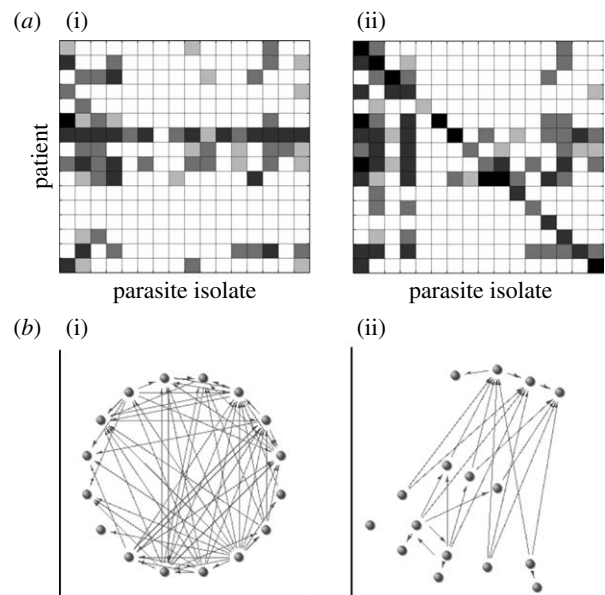 (a) (i)
(ii)
patient
parasite isolate
parasite isolate
(b) (i)
(ii)